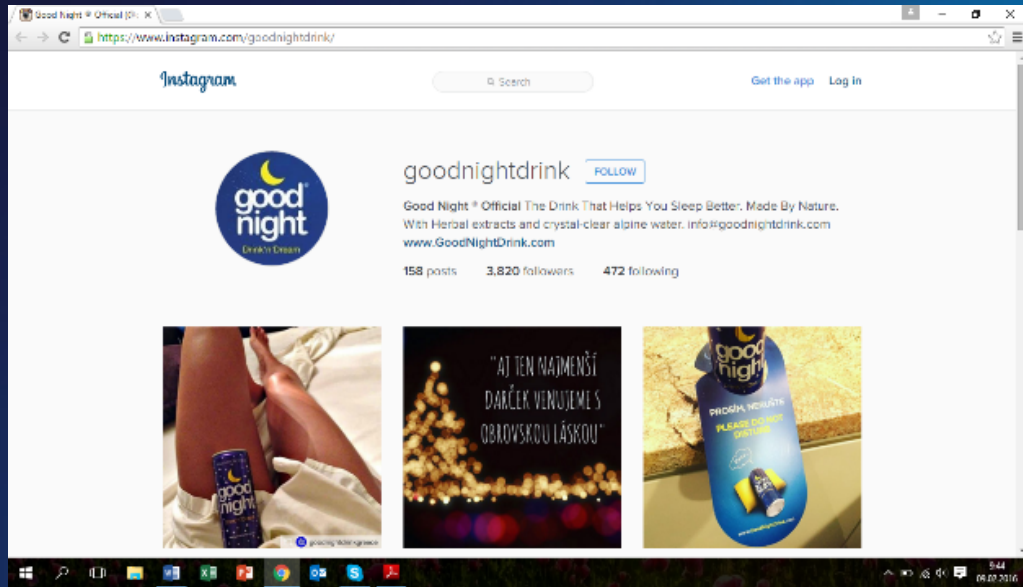 Good Night ® Official (@
https://www.instagram.com/goodnightdrink/
Instagram
Search
Get the app Log in
good night
Drink'n Dream
goodnightdrink FOLLOW
Good Night ® Official The Drink That Helps You Sleep Better. Made By Nature.
With Herbal extracts and crystal-clear alpine water. info@goodnightdrink.com
www.GoodNightDrink.com
158 posts 3,820 followers 472 following
good
night
goodnightdrinkgreece
"AJ TEN NAJMENŠÍ
DARČEK VENUJEME S
OBROVSKOU LÁSKOU"
good
night
PROSÍM, NERUŠTE
PLEASE DO NOT
DISTURB
www.GoodNightDrink.com
9:44
09.02.2016